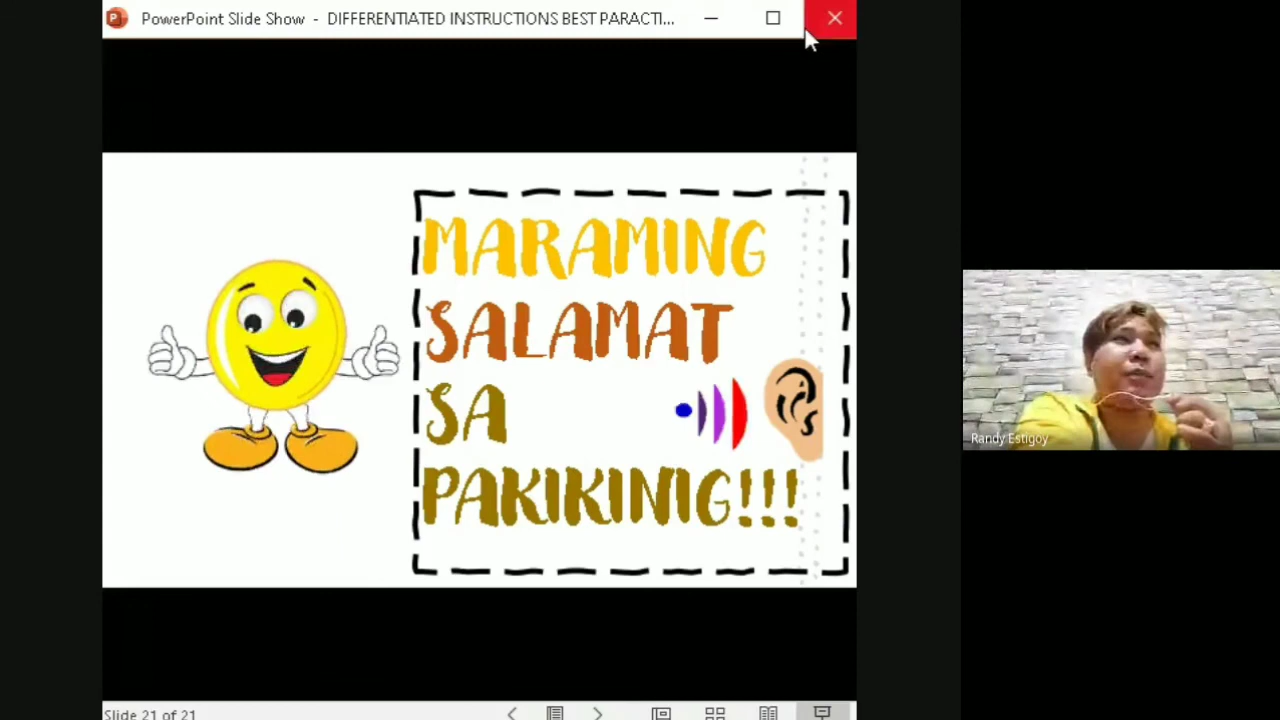 PowerPoint Slide Show - DIFFERENTIATED INSTRUCTIONS BEST PARACTI...
MARAMING
SALAMAT
SA
PAKIKINIG!!!
Randy Estigoy
Slide 21 of 21